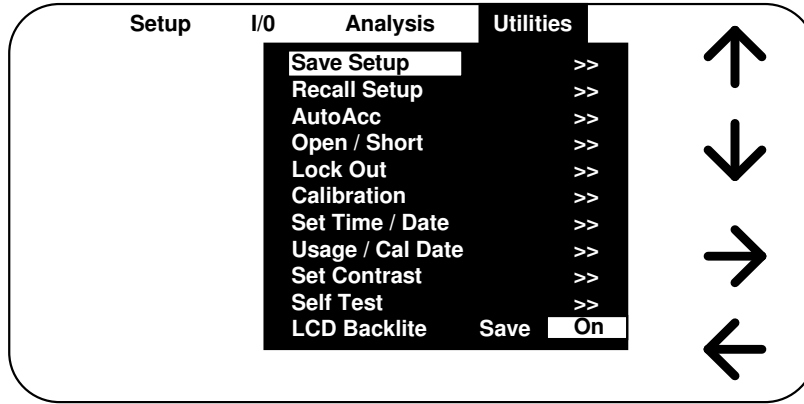 Setup I/0 Analysis Utilities
Save Setup >>
Recall Setup >>
AutoAcc >>
Open / Short >>
Lock Out >>
Calibration >>
Set Time / Date >>
Usage / Cal Date >>
Set Contrast >>
Self Test >>
LCD Backlite Save On